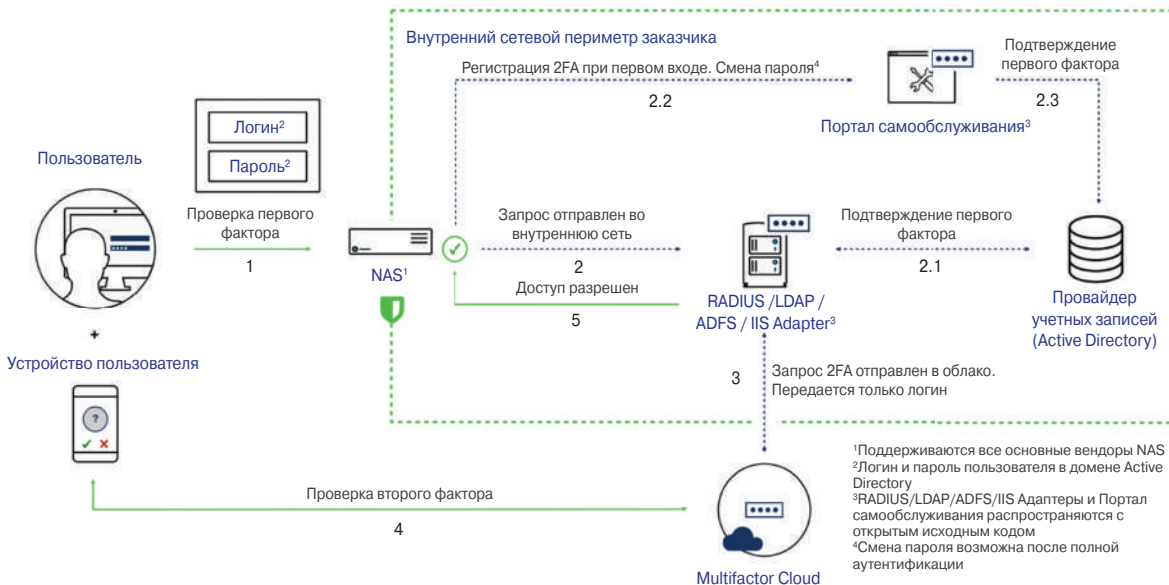 Внутренний сетевой периметр заказчика
Регистрация 2FA при первом входе. Смена пароля⁴
2.2
Подтверждение
первого фактора
2.3
Портал самообслуживания³
Логин²
Пароль²
Пользователь
Проверка первого
фактора
1
NAS¹
Запрос отправлен во
внутреннюю сеть
2
Доступ разрешен
5
RADIUS /LDAP /
ADFS / IIS Adapter³
Подтверждение первого
фактора
2.1
Провайдер
учетных записей
(Active Directory)
+
Устройство пользователя
?
3
Запрос 2FA отправлен в облако.
Передается только логин
Проверка второго фактора
4
Multifactor Cloud
¹Поддерживаются все основные вендоры NAS
²Логин и пароль пользователя в домене Active
Directory
³RADIUS/LDAP/ADFS/IIS Адаптеры и Портал
самообслуживания распространяются с
открытым исходным кодом
⁴Смена пароля возможна после полной
аутентификации